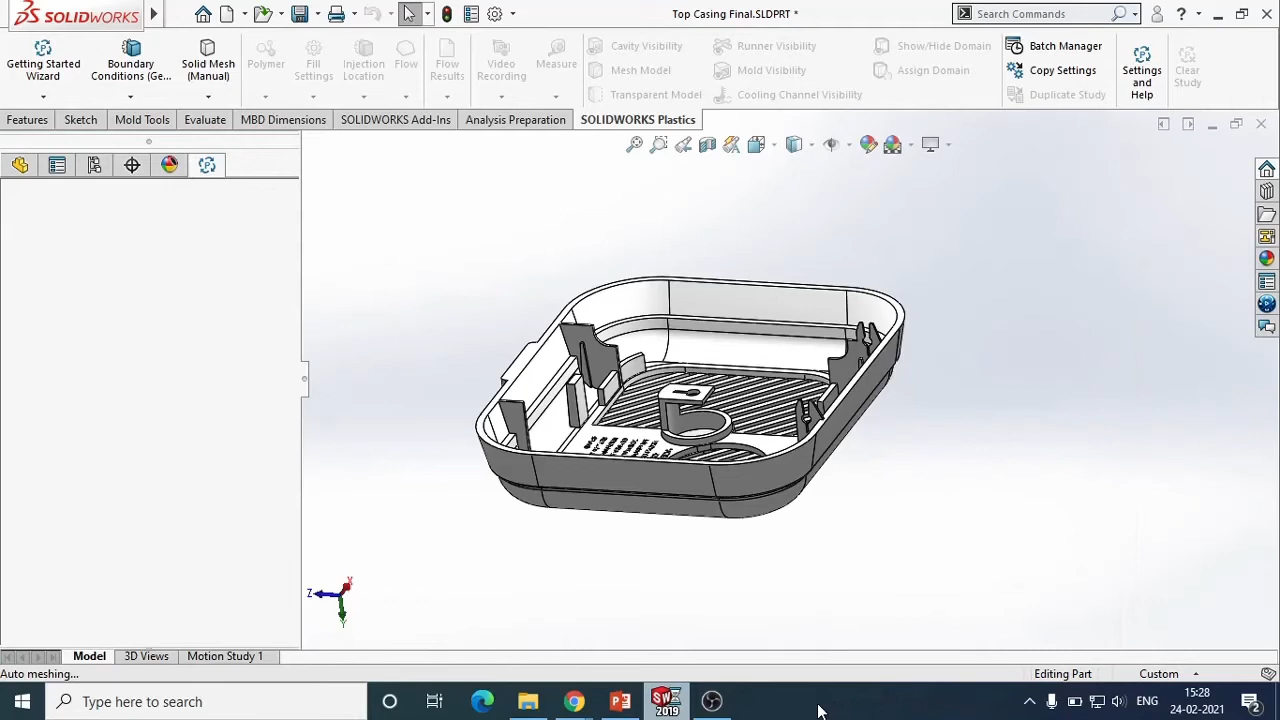 SOLIDWORKS
Top Casing Final.SLDPRT *
Search Commands
?
Getting Started Wizard
Boundary Conditions (Ge...
Solid Mesh (Manual)
Polymer
Fill Settings
Injection Location
Flow
Flow Results
Video Recording
Measure
Cavity Visibility
Mesh Model
Transparent Model
Runner Visibility
Mold Visibility
Cooling Channel Visibility
Show/Hide Domain
Assign Domain
Batch Manager
Copy Settings
Duplicate Study
Settings and Help
Clear Study
Features
Sketch
Mold Tools
Evaluate
MBD Dimensions
SOLIDWORKS Add-Ins
Analysis Preparation
SOLIDWORKS Plastics
X
Z
Y
Model
3D Views
Motion Study 1
Auto meshing...
Editing Part
Custom
Type here to search
SW
2019
ENG
15:28
24-02-2021
2